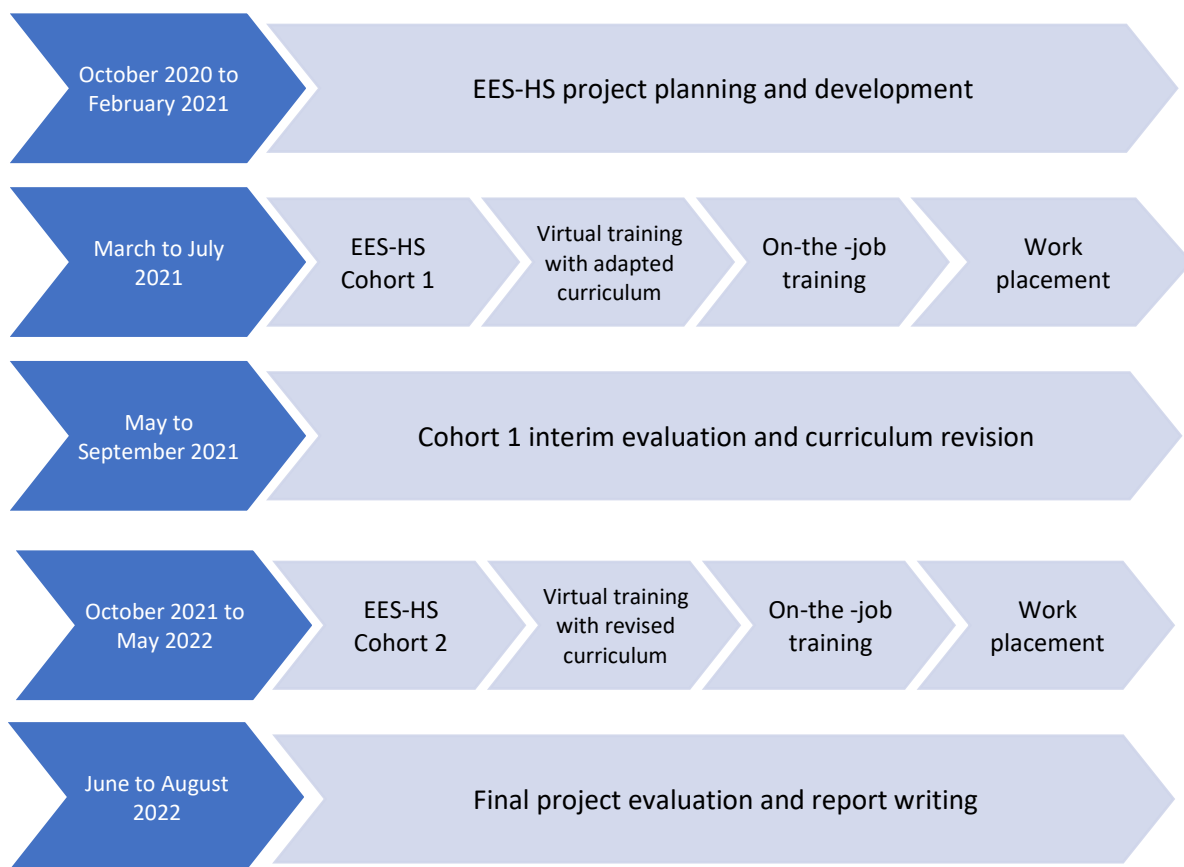 October 2020 to
February 2021
EES-HS project planning and development
March to July
2021
EES-HS
Cohort 1
Virtual training
with adapted
curriculum
On-the -job
training
Work
placement
May to
September 2021
Cohort 1 interim evaluation and curriculum revision
October 2021 to
May 2022
EES-HS
Cohort 2
Virtual training
with revised
curriculum
On-the -job
training
Work
placement
June to August
2022
Final project evaluation and report writing